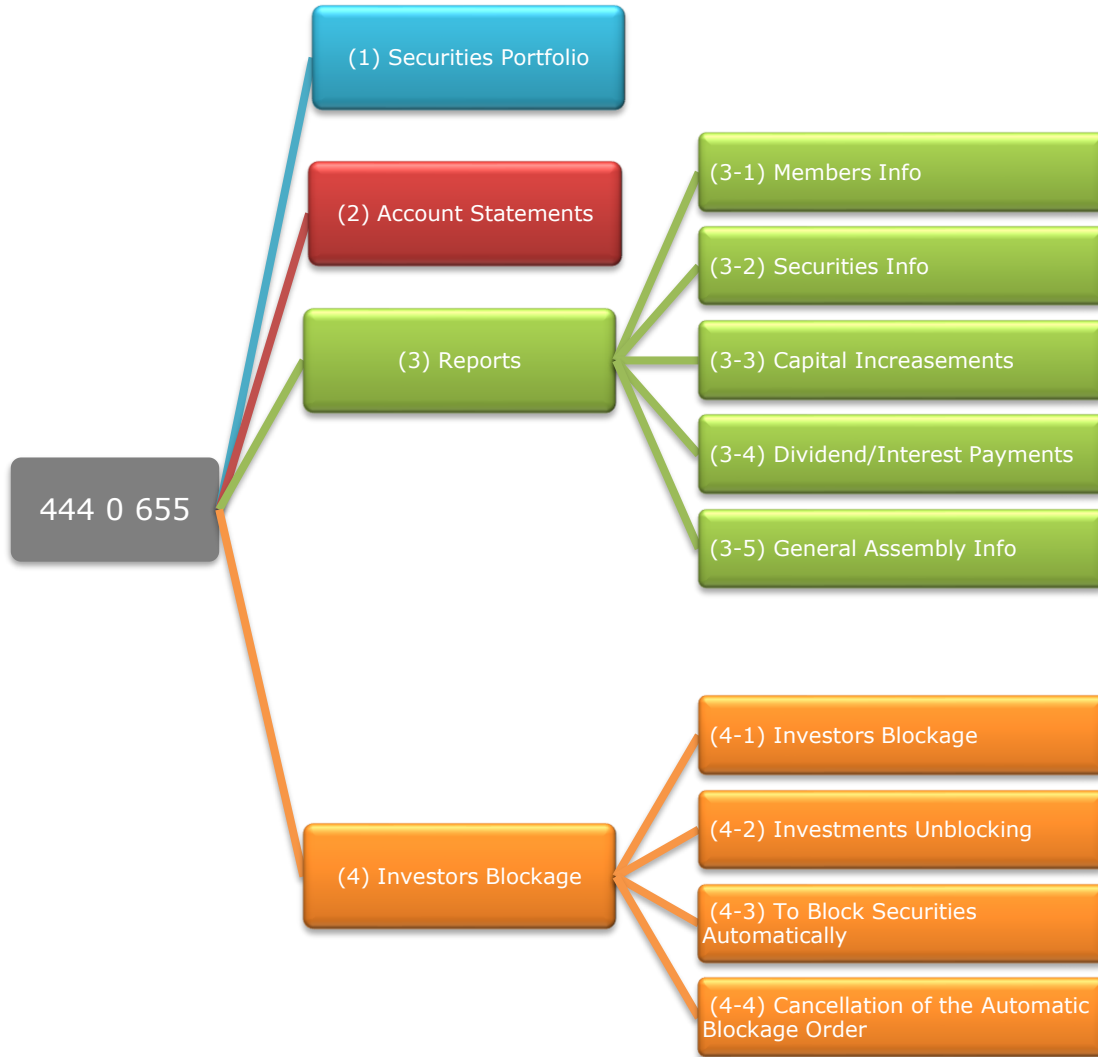 (1) Securities Portfolio
(2) Account Statements
(3) Reports
(3-1) Members Info
(3-2) Securities Info
(3-3) Capital Increasements
(3-4) Dividend/Interest Payments
(3-5) General Assembly Info
444 0 655
(4) Investors Blockage
(4-1) Investors Blockage
(4-2) Investments Unblocking
(4-3) To Block Securities
Automatically
(4-4) Cancellation of the Automatic
Blockage Order